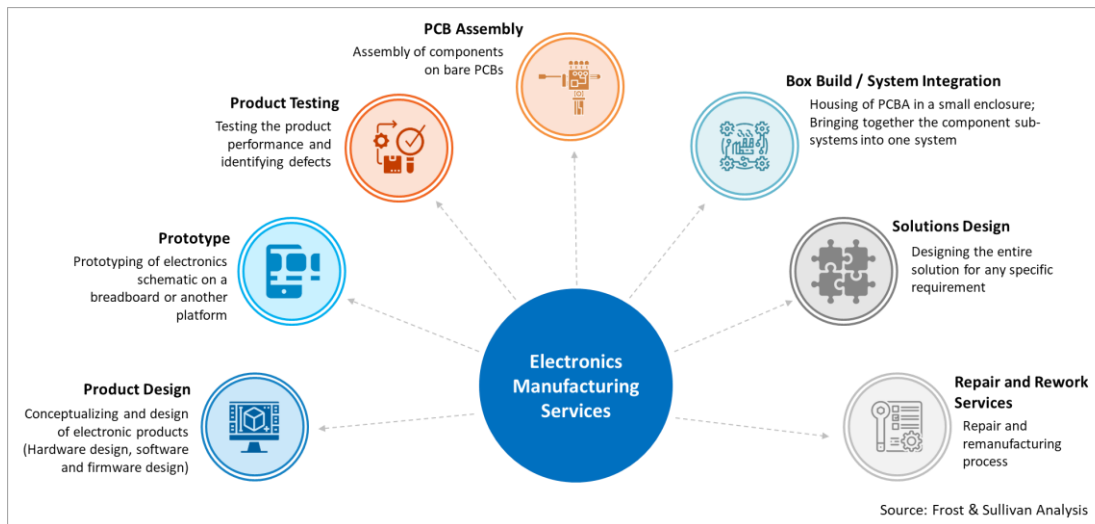 PCB Assembly
Assembly of components
on bare PCBs
Box Build / System Integration
Housing of PCBA in a small enclosure;
Bringing together the component sub-
systems into one system
Product Testing
Testing the product
performance and
identifying defects
Solutions Design
Designing the entire
solution for any specific
requirement
Prototype
Prototyping of electronics
schematic on a
breadboard or another
platform
Electronics
Manufacturing
Services
Product Design
Conceptualizing and design
of electronic products
(Hardware design, software
and firmware design)
Repair and Rework
Services
Repair and
remanufacturing
process
Source: Frost & Sullivan Analysis